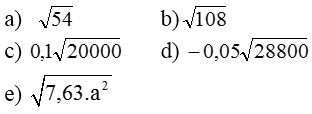 a) √54 b) √108
c) 0,1√20000 d) −0,05√28800
e) √7,63.a²